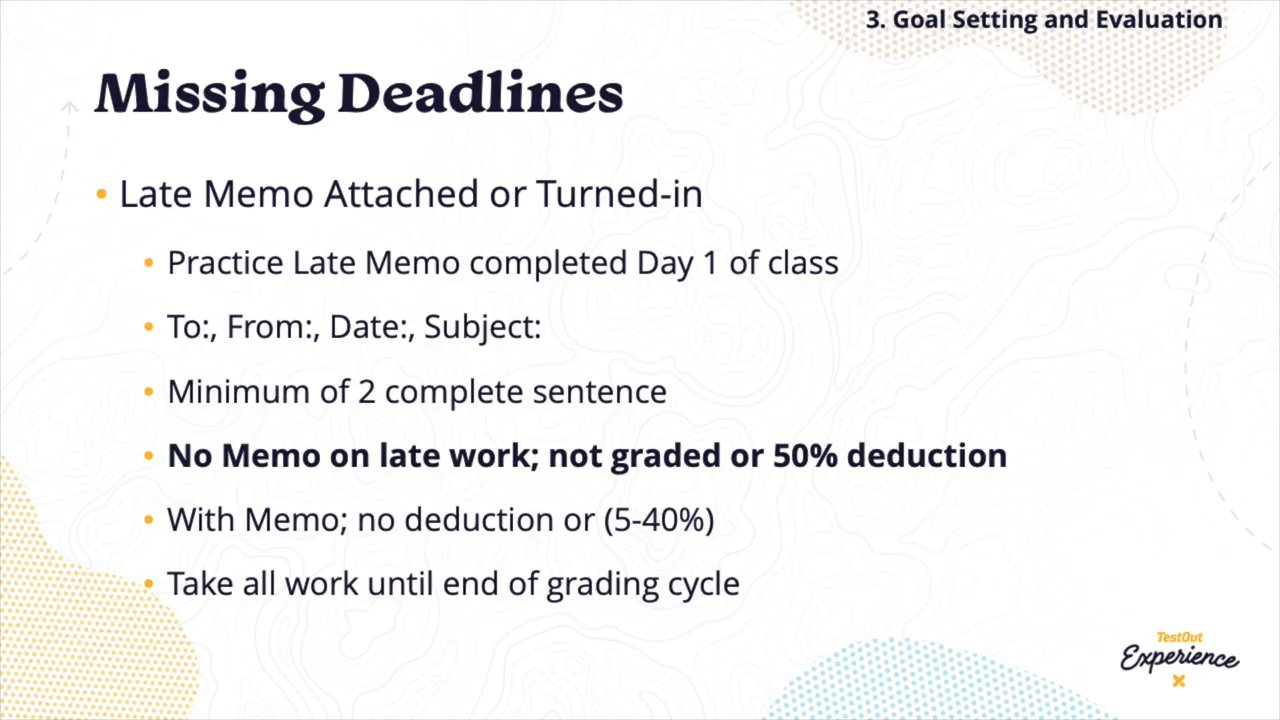 3. Goal Setting and Evaluation
Missing Deadlines
• Late Memo Attached or Turned-in
• Practice Late Memo completed Day 1 of class
• To:, From:, Date:, Subject:
• Minimum of 2 complete sentence
• No Memo on late work; not graded or 50% deduction
• With Memo; no deduction or (5-40%)
• Take all work until end of grading cycle
TestOut
Experience